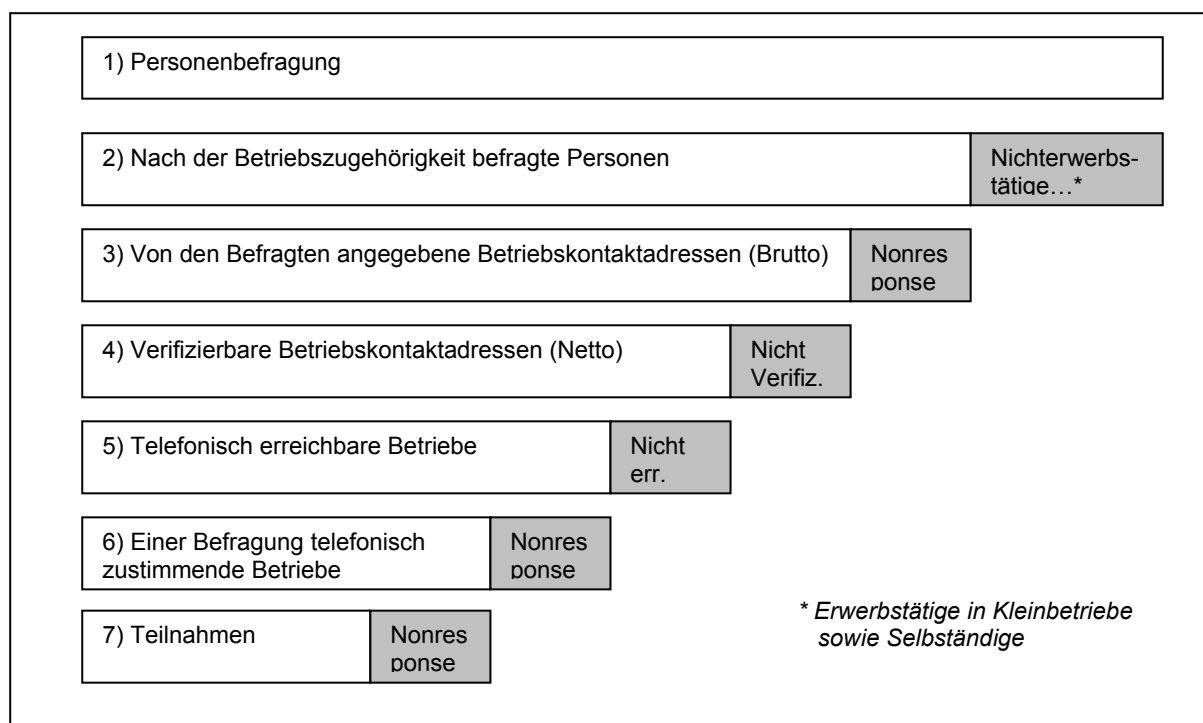 1) Personenbefragung
2) Nach der Betriebszugehörigkeit befragte Personen
Nichterwerbs-
tätige…*
3) Von den Befragten angegebene Betriebskontaktadressen (Brutto)
Nonres
ponse
4) Verifizierbare Betriebskontaktadressen (Netto)
Nicht
Verifiz.
5) Telefonisch erreichbare Betriebe
Nicht
err.
6) Einer Befragung telefonisch
zustimmende Betriebe
Nonres
ponse
7) Teilnahmen
Nonres
ponse
* Erwerbstätige in Kleinbetriebe
sowie Selbständige